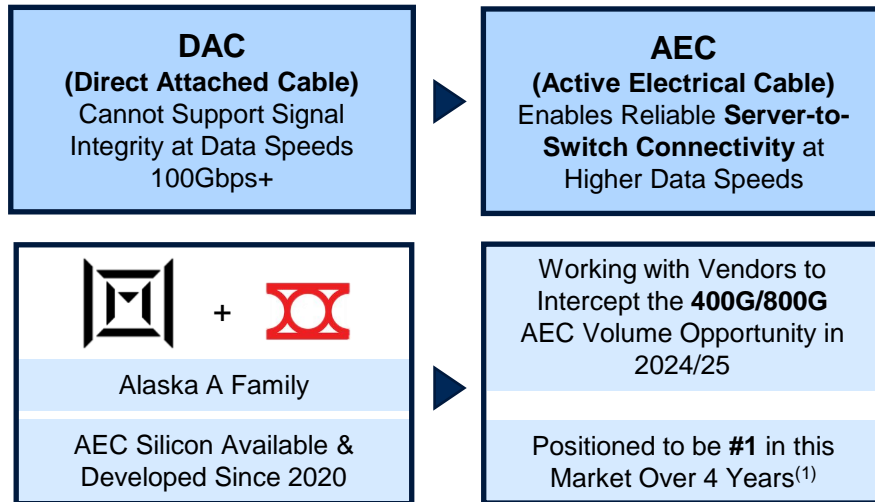 DAC
(Direct Attached Cable)
Cannot Support Signal
Integrity at Data Speeds
100Gbps+
AEC
(Active Electrical Cable)
Enables Reliable Server-to-
Switch Connectivity at
Higher Data Speeds
+
Alaska A Family
AEC Silicon Available &
Developed Since 2020
Working with Vendors to
Intercept the 400G/800G
AEC Volume Opportunity in
2024/25
Positioned to be #1 in this
Market Over 4 Years(1)